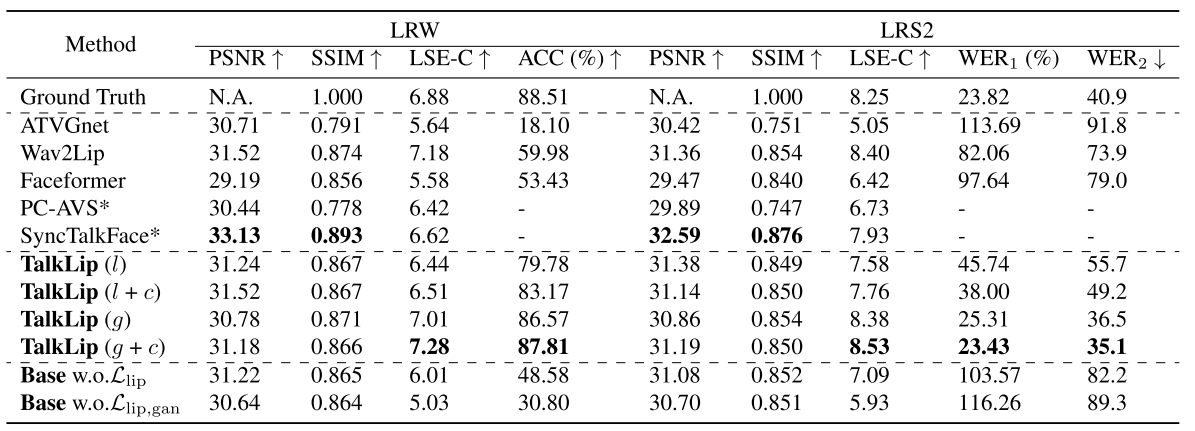 Method LRW LRS2
PSNR ↑ SSIM ↑ LSE-C ↑ ACC (%) ↑ PSNR ↑ SSIM ↑ LSE-C ↑ WER₁ (%) WER₂ ↓
Ground Truth N.A. 1.000 6.88 88.51 N.A. 1.000 8.25 23.82 40.9
ATVGnet 30.71 0.791 5.64 18.10 30.42 0.751 5.05 113.69 91.8
Wav2Lip 31.52 0.874 7.18 59.98 31.36 0.854 8.40 82.06 73.9
Faceformer 29.19 0.856 5.58 53.43 29.47 0.840 6.42 97.64 79.0
PC-AVS* 30.44 0.778 6.42 - 29.89 0.747 6.73 - -
SyncTalkFace* 33.13 0.893 6.62 - 32.59 0.876 7.93 - -
TalkLip (l) 31.24 0.867 6.44 79.78 31.38 0.849 7.58 45.74 55.7
TalkLip (l + c) 31.52 0.867 6.51 83.17 31.14 0.850 7.76 38.00 49.2
TalkLip (g) 30.78 0.871 7.01 86.57 30.86 0.854 8.38 25.31 36.5
TalkLip (g + c) 31.18 0.866 7.28 87.81 31.19 0.850 8.53 23.43 35.1
Base w.o.ℒlip 31.22 0.865 6.01 48.58 31.08 0.852 7.09 103.57 82.2
Base w.o.ℒlip,gan 30.64 0.864 5.03 30.80 30.70 0.851 5.93 116.26 89.3